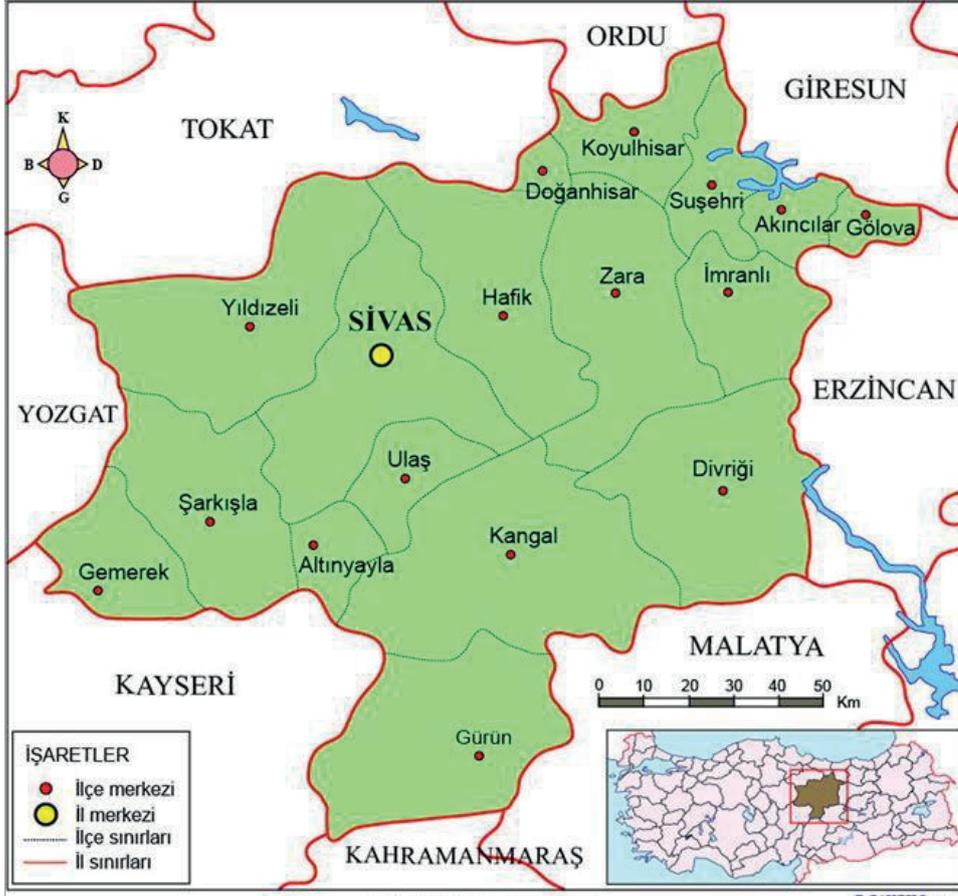 ORDU
GİRESUN
TOKAT
K
B D
G
Koyulhisar
Doğanhisar
Suşehri
Akıncılar
Gölova
Zara
İmranlı
Hafik
Yıldızeli
SİVAS
ERZİNCAN
YOZGAT
Ulaş
Divriği
Şarkışla
Kangal
Altınyayla
Gemerek
MALATYA
KAYSERİ
0 10 20 30 40 50
Km
Gürün
İŞARETLER
İlçe merkezi
İl merkezi
İlçe sınırları
İl sınırları
KAHRAMANMARAŞ